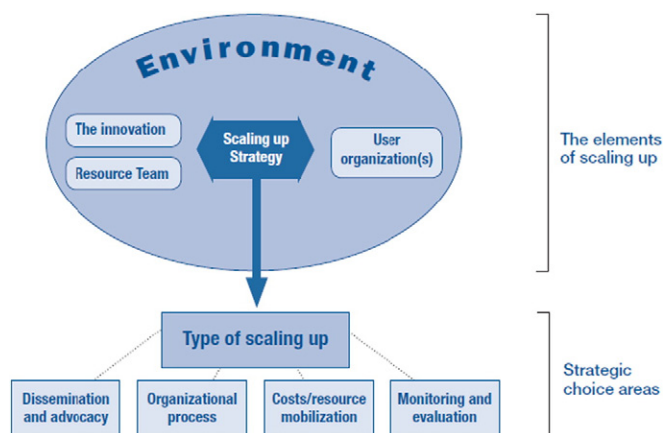 Environment
The innovation
Resource Team
Scaling up
Strategy
User
organization(s)
The elements
of scaling up
Type of scaling up
Dissemination
and advocacy
Organizational
process
Costs/resource
mobilization
Monitoring and
evaluation
Strategic
choice areas